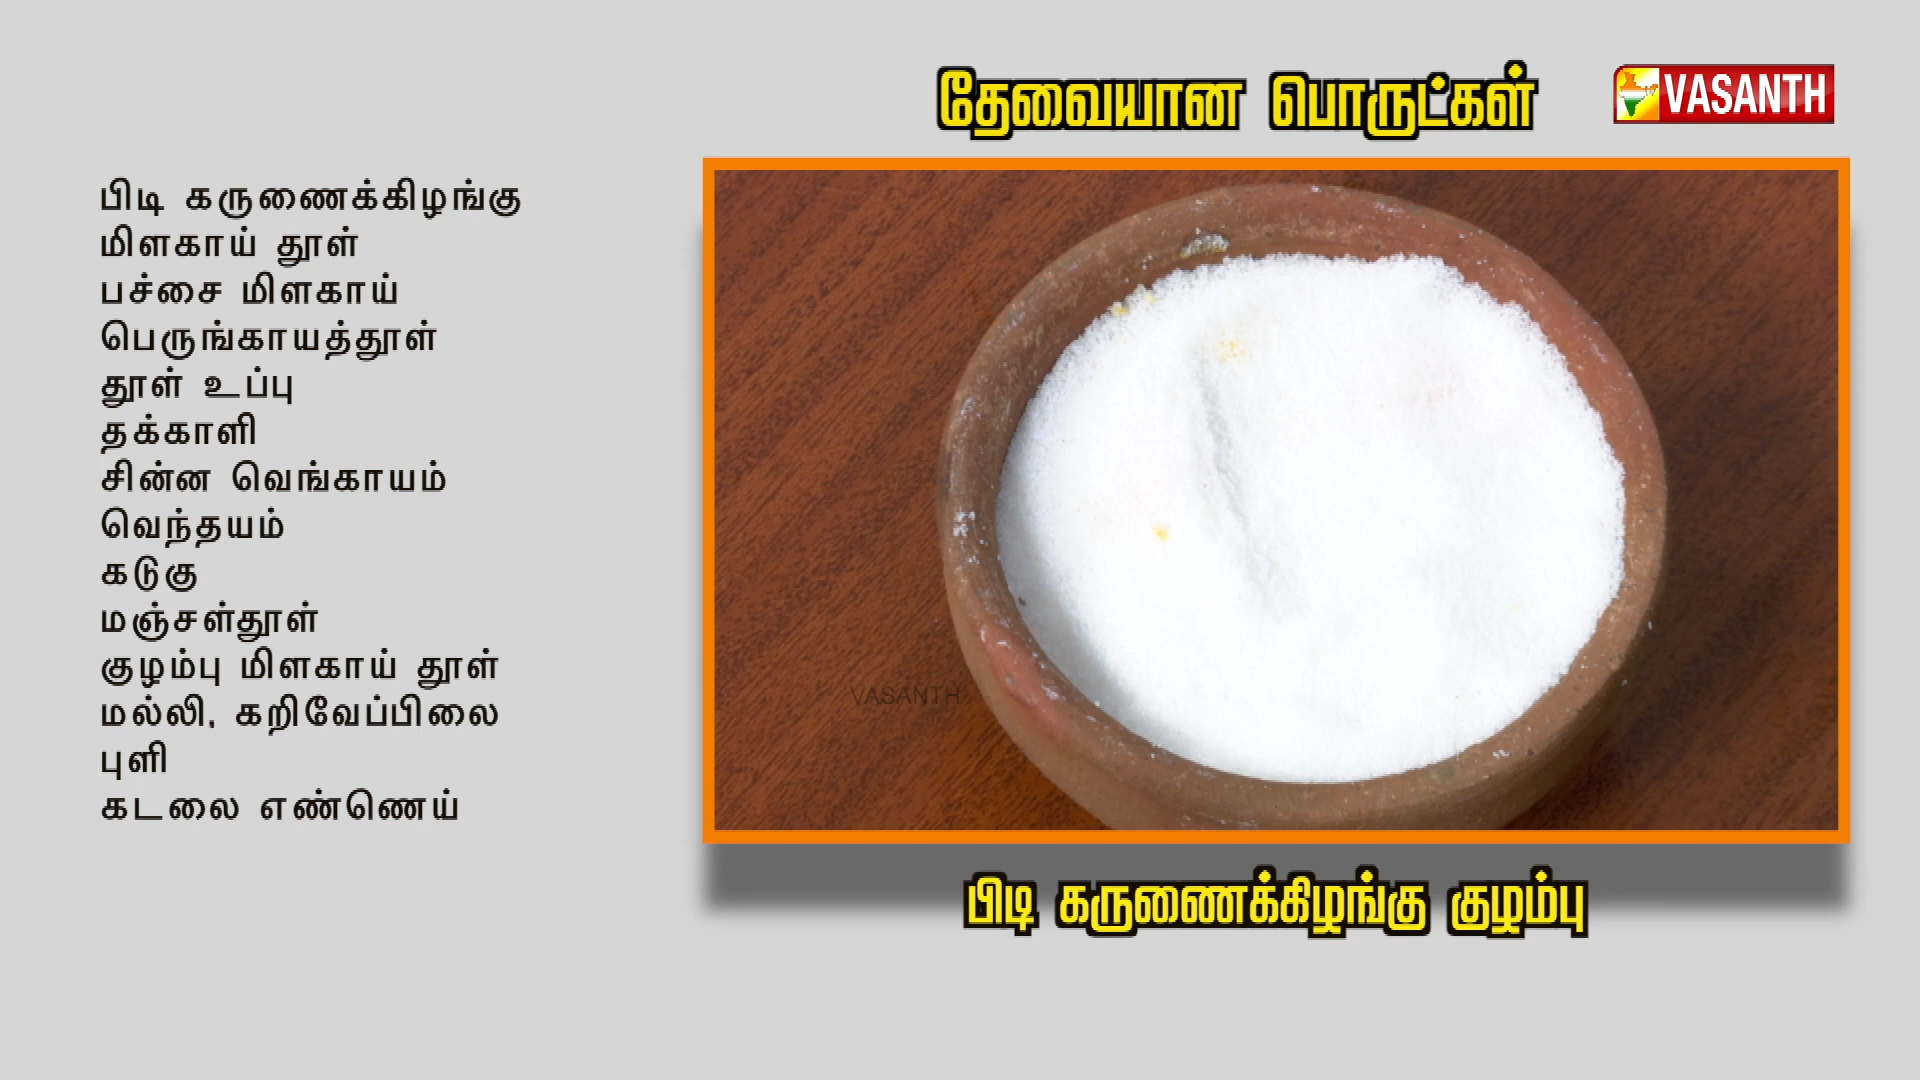 தேவையான பொருட்கள்
VASANTH
பிடி கருணைக்கிழங்கு
மிளகாய் தூள்
பச்சை மிளகாய்
பெருங்காயத்தூள்
தூள் உப்பு
தக்காளி
சின்ன வெங்காயம்
வெந்தயம்
கடுகு
மஞ்சள்தூள்
குழம்பு மிளகாய் தூள்
மல்லி, கறிவேப்பிலை
புளி
கடலை எண்ணெய்
VASANTH
பிடி கருணைக்கிழங்கு குழம்பு